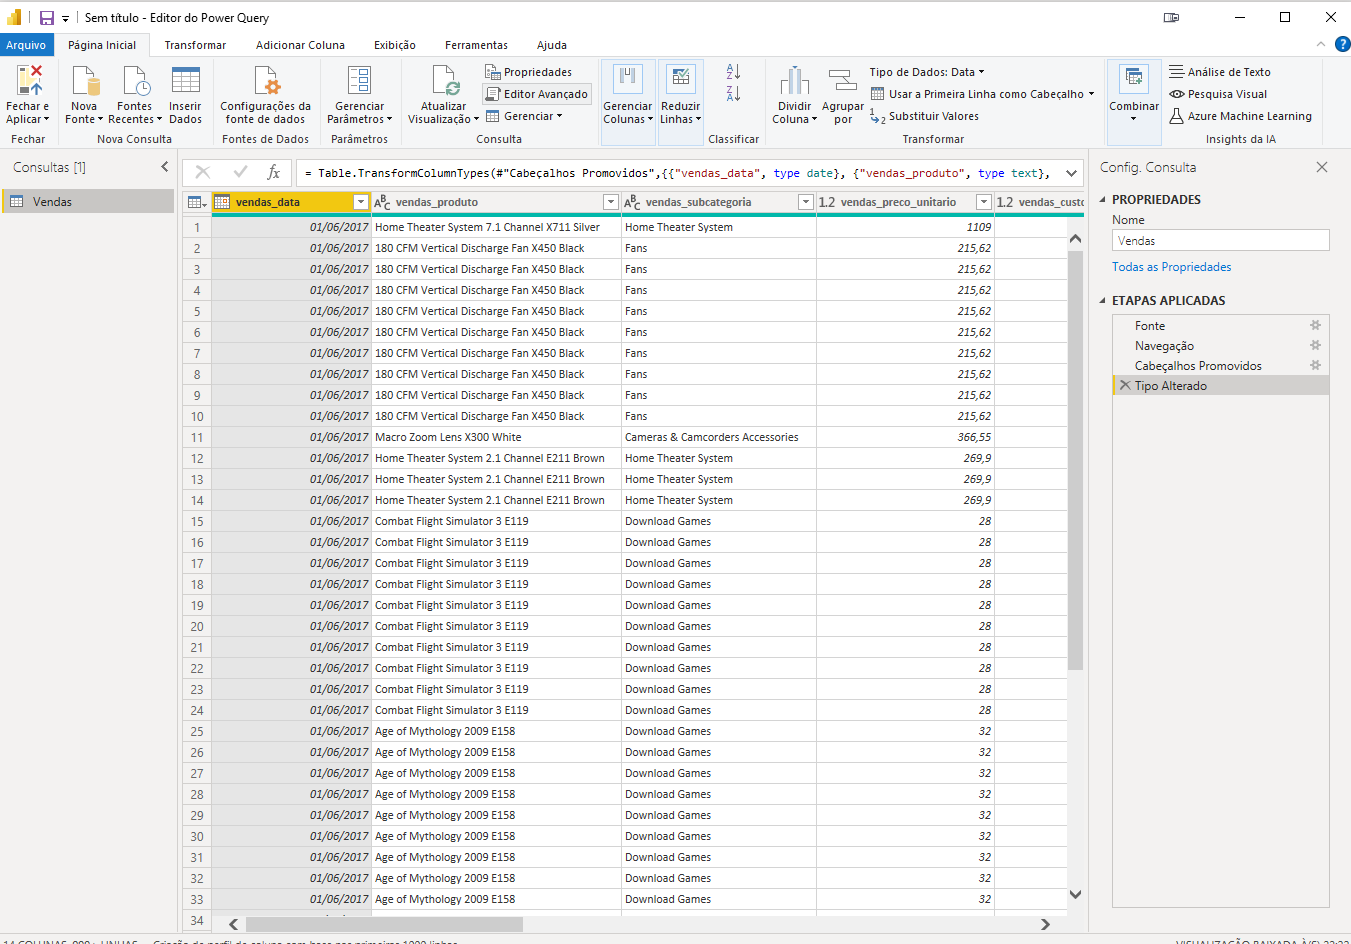 Sem título - Editor do Power Query
Arquivo Página Inicial Transformar Adicionar Coluna Exibição Ferramentas Ajuda
Fechar e Aplicar
Fechar
Nova Fonte
Fontes Recentes
Inserir Dados
Nova Consulta
Configurações da fonte de dados
Fontes de Dados
Gerenciar Parâmetros
Parâmetros
Atualizar Visualização
Propriedades
Editor Avançado
Gerenciar
Consulta
Gerenciar Colunas
Reduzir Linhas
Classificar
Dividir Coluna
Agrupar por
Tipo de Dados: Data
Usar a Primeira Linha como Cabeçalho
Substituir Valores
Transformar
Combinar
Análise de Texto
Pesquisa Visual
Azure Machine Learning
Insights da IA
Consultas [1]
Vendas
= Table.TransformColumnTypes(#"Cabeçalhos Promovidos",{{"vendas_data", type date}, {"vendas_produto", type text},
vendas_data ABC vendas_produto ABC vendas_subcategoria 1.2 vendas_preco_unitario 1.2 vendas_custo
1 01/06/2017 Home Theater System 7.1 Channel X711 Silver Home Theater System 1109
2 01/06/2017 180 CFM Vertical Discharge Fan X450 Black Fans 215,62
3 01/06/2017 180 CFM Vertical Discharge Fan X450 Black Fans 215,62
4 01/06/2017 180 CFM Vertical Discharge Fan X450 Black Fans 215,62
5 01/06/2017 180 CFM Vertical Discharge Fan X450 Black Fans 215,62
6 01/06/2017 180 CFM Vertical Discharge Fan X450 Black Fans 215,62
7 01/06/2017 180 CFM Vertical Discharge Fan X450 Black Fans 215,62
8 01/06/2017 180 CFM Vertical Discharge Fan X450 Black Fans 215,62
9 01/06/2017 180 CFM Vertical Discharge Fan X450 Black Fans 215,62
10 01/06/2017 180 CFM Vertical Discharge Fan X450 Black Fans 215,62
11 01/06/2017 Macro Zoom Lens X300 White Cameras & Camcorders Accessories 366,55
12 01/06/2017 Home Theater System 2.1 Channel E211 Brown Home Theater System 269,9
13 01/06/2017 Home Theater System 2.1 Channel E211 Brown Home Theater System 269,9
14 01/06/2017 Home Theater System 2.1 Channel E211 Brown Home Theater System 269,9
15 01/06/2017 Combat Flight Simulator 3 E119 Download Games 28
16 01/06/2017 Combat Flight Simulator 3 E119 Download Games 28
17 01/06/2017 Combat Flight Simulator 3 E119 Download Games 28
18 01/06/2017 Combat Flight Simulator 3 E119 Download Games 28
19 01/06/2017 Combat Flight Simulator 3 E119 Download Games 28
20 01/06/2017 Combat Flight Simulator 3 E119 Download Games 28
21 01/06/2017 Combat Flight Simulator 3 E119 Download Games 28
22 01/06/2017 Combat Flight Simulator 3 E119 Download Games 28
23 01/06/2017 Combat Flight Simulator 3 E119 Download Games 28
24 01/06/2017 Combat Flight Simulator 3 E119 Download Games 28
25 01/06/2017 Age of Mythology 2009 E158 Download Games 32
26 01/06/2017 Age of Mythology 2009 E158 Download Games 32
27 01/06/2017 Age of Mythology 2009 E158 Download Games 32
28 01/06/2017 Age of Mythology 2009 E158 Download Games 32
29 01/06/2017 Age of Mythology 2009 E158 Download Games 32
30 01/06/2017 Age of Mythology 2009 E158 Download Games 32
31 01/06/2017 Age of Mythology 2009 E158 Download Games 32
32 01/06/2017 Age of Mythology 2009 E158 Download Games 32
33 01/06/2017 Age of Mythology 2009 E158 Download Games 32
34
Config. Consulta
PROPRIEDADES
Nome
Vendas
Todas as Propriedades
ETAPAS APLICADAS
Fonte
Navegação
Cabeçalhos Promovidos
Tipo Alterado